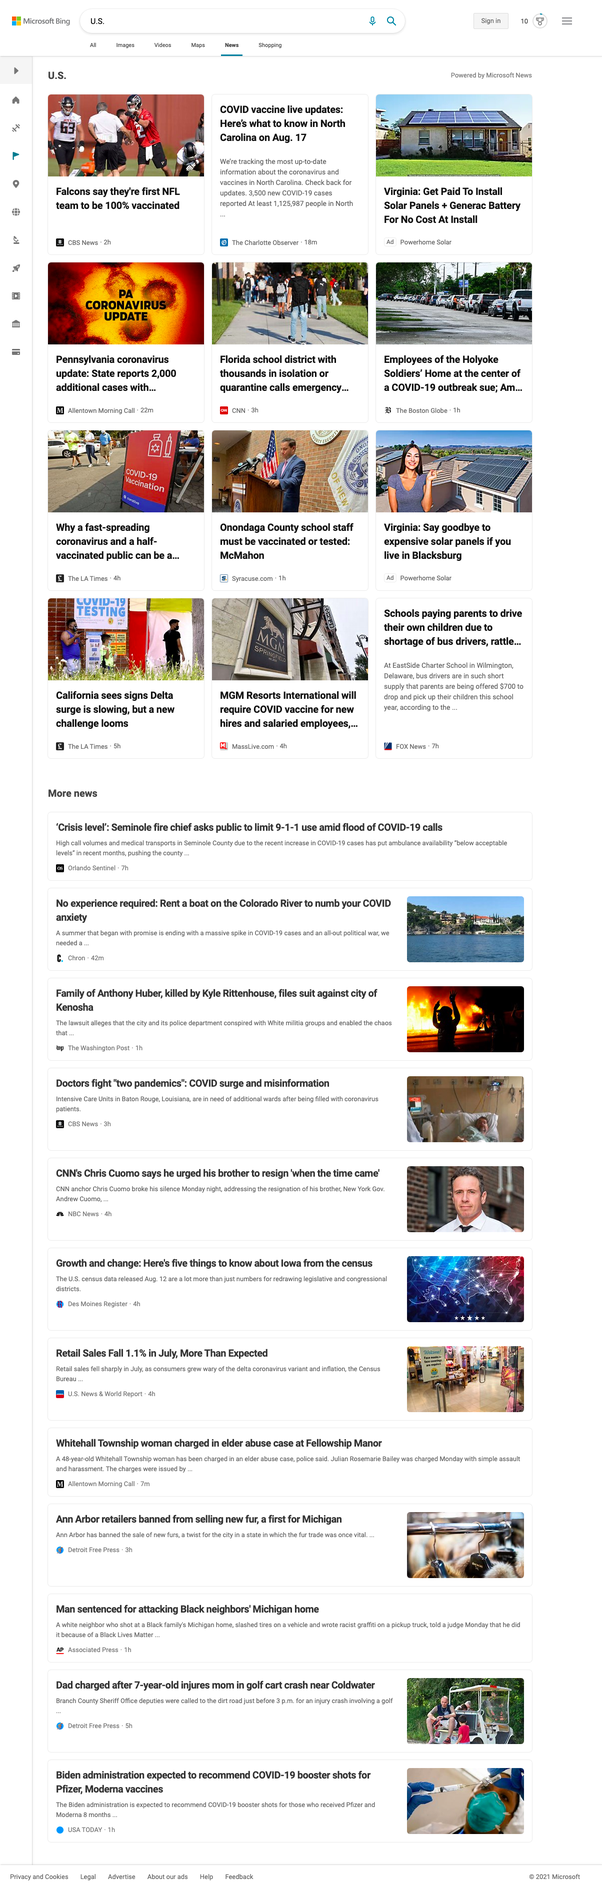 Microsoft Bing
U.S.
Sign in
10
All
Images
Videos
Maps
News
Shopping
U.S.
Powered by Microsoft News
63
2
Falcons say they're first NFL
team to be 100% vaccinated
CBS News · 2h
COVID vaccine live updates:
Here's what to know in North
Carolina on Aug. 17
We're tracking the most up-to-date
information about the coronavirus and
vaccines in North Carolina. Check back for
updates. 3,500 new COVID-19 cases
reported At least 1,125,987 people in North
...
The Charlotte Observer · 18m
Virginia: Get Paid To Install
Solar Panels + Generac Battery
For No Cost At Install
Ad Powerhome Solar
PA
CORONAVIRUS
UPDATE
Pennsylvania coronavirus
update: State reports 2,000
additional cases with...
Allentown Morning Call · 22m
Florida school district with
thousands in isolation or
quarantine calls emergency...
CNN · 3h
Employees of the Holyoke
Soldiers' Home at the center of
a COVID-19 outbreak sue; Am...
The Boston Globe · 1h
COVID-19
Vaccination
Why a fast-spreading
coronavirus and a half-
vaccinated public can be a...
The LA Times · 4h
Onondaga County school staff
must be vaccinated or tested:
McMahon
Syracuse.com · 1h
Virginia: Say goodbye to
expensive solar panels if you
live in Blacksburg
Ad Powerhome Solar
COVID-19
TESTING
California sees signs Delta
surge is slowing, but a new
challenge looms
The LA Times · 5h
MGM
SPRINGFIELD
MGM Resorts International will
require COVID vaccine for new
hires and salaried employees,...
MassLive.com · 4h
Schools paying parents to drive
their own children due to
shortage of bus drivers, rattle...
At EastSide Charter School in Wilmington,
Delaware, bus drivers are in such short
supply that parents are being offered $700 to
drop and pick up their children this school
year, according to the ...
FOX News · 7h
More news
'Crisis level': Seminole fire chief asks public to limit 9-1-1 use amid flood of COVID-19 calls
High call volumes and medical transports in Seminole County due to the recent increase in COVID-19 cases has put ambulance availability "below acceptable
levels" in recent months, pushing the county ...
Orlando Sentinel · 7h
No experience required: Rent a boat on the Colorado River to numb your COVID
anxiety
A summer that began with promise is ending with a massive spike in COVID-19 cases and an all-out political war, we
needed a ...
Chron · 42m
Family of Anthony Huber, killed by Kyle Rittenhouse, files suit against city of
Kenosha
The lawsuit alleges that the city and its police department conspired with White militia groups and enabled the chaos
that ...
The Washington Post · 1h
Doctors fight "two pandemics": COVID surge and misinformation
Intensive Care Units in Baton Rouge, Louisiana, are in need of additional wards after being filled with coronavirus
patients.
CBS News · 3h
CNN's Chris Cuomo says he urged his brother to resign 'when the time came'
CNN anchor Chris Cuomo broke his silence Monday night, addressing the resignation of his brother, New York Gov.
Andrew Cuomo, ...
NBC News · 4h
Growth and change: Here's five things to know about Iowa from the census
The U.S. census data released Aug. 12 are a lot more than just numbers for redrawing legislative and congressional
districts.
Des Moines Register · 4h
Retail Sales Fall 1.1% in July, More Than Expected
Retail sales fell sharply in July, as consumers grew wary of the delta coronavirus variant and inflation, the Census
Bureau ...
U.S. News & World Report · 4h
Whitehall Township woman charged in elder abuse case at Fellowship Manor
A 48-year-old Whitehall Township woman has been charged in an elder abuse case, police said. Julian Rosemarie Bailey was charged Monday with simple assault
and harassment. The charges were issued by ...
Allentown Morning Call · 7m
Ann Arbor retailers banned from selling new fur, a first for Michigan
Ann Arbor has banned the sale of new furs, a twist for the city in a state in which the fur trade was once vital. ...
Detroit Free Press · 3h
Man sentenced for attacking Black neighbors' Michigan home
A white neighbor who shot at a Black family's Michigan home, slashed tires on a vehicle and wrote racist graffiti on a pickup truck, told a judge Monday that he did
it because of a Black Lives Matter ...
AP Associated Press · 1h
Dad charged after 7-year-old injures mom in golf cart crash near Coldwater
Branch County Sheriff Office deputies were called to the dirt road just before 3 p.m. for an injury crash involving a golf
...
Detroit Free Press · 5h
Biden administration expected to recommend COVID-19 booster shots for
Pfizer, Moderna vaccines
The Biden administration is expected to recommend COVID-19 booster shots for those who received Pfizer and
Moderna 8 months ...
USA TODAY · 1h
Privacy and Cookies
Legal
Advertise
About our ads
Help
Feedback
© 2021 Microsoft